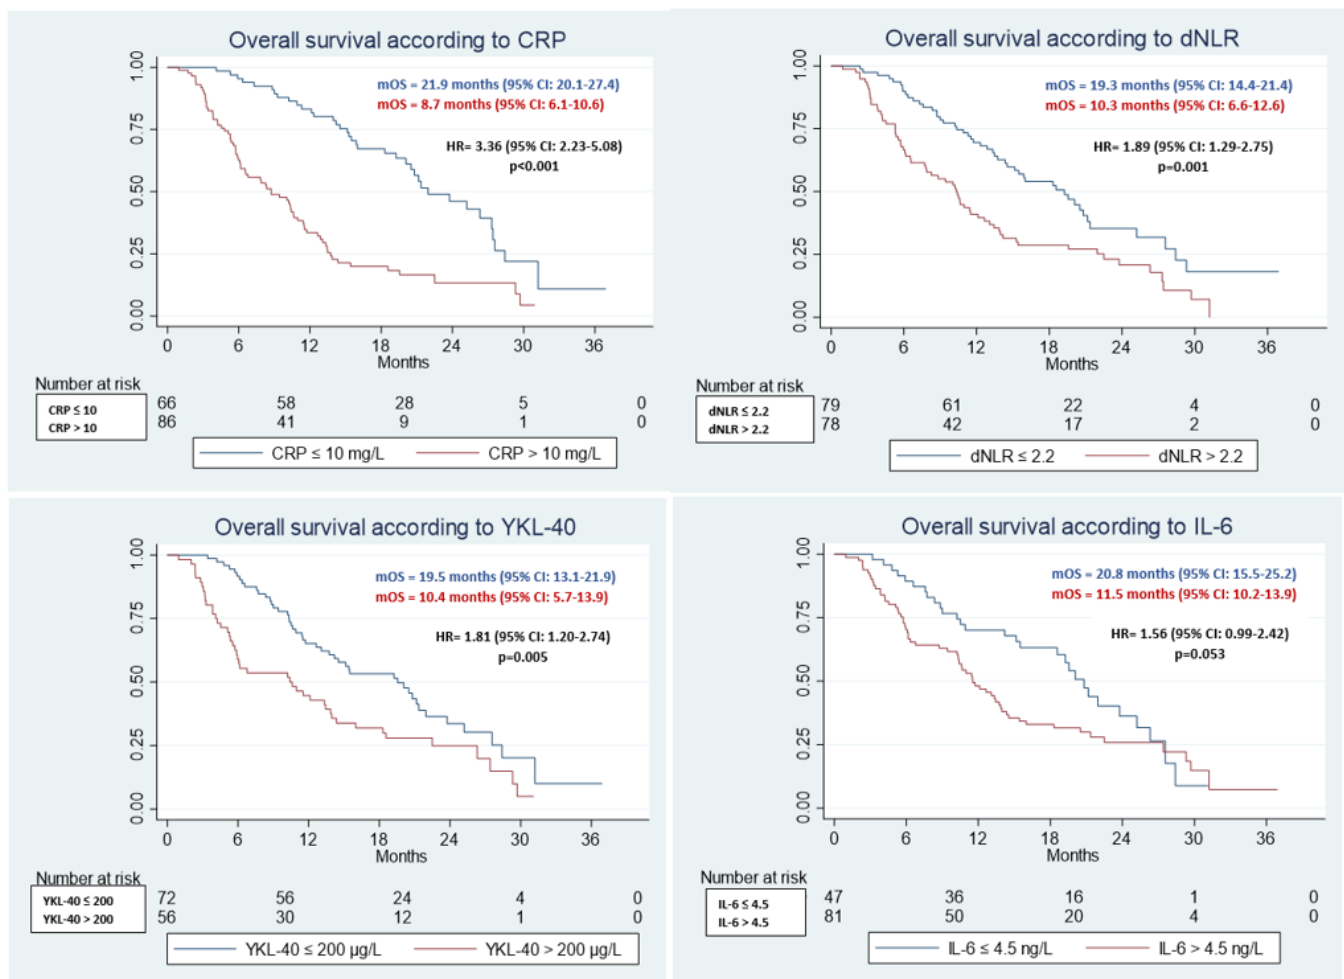 Overall survival according to CRP
mOS = 21.9 months (95% CI: 20.1-27.4)
mOS = 8.7 months (95% CI: 6.1-10.6)
HR= 3.36 (95% CI: 2.23-5.08)
p<0.001
1.00
0.75
0.50
0.25
0.00
0 6 12 18 24 30 36
Months
Number at risk
CRP ≤ 10 66 58 28 5 0
CRP > 10 86 41 9 1 0
CRP ≤ 10 mg/L CRP > 10 mg/L
Overall survival according to dNLR
mOS = 19.3 months (95% CI: 14.4-21.4)
mOS = 10.3 months (95% CI: 6.6-12.6)
HR= 1.89 (95% CI: 1.29-2.75)
p=0.001
1.00
0.75
0.50
0.25
0.00
0 6 12 18 24 30 36
Months
Number at risk
dNLR ≤ 2.2 79 61 22 4 0
dNLR > 2.2 78 42 17 2 0
dNLR ≤ 2.2 dNLR > 2.2
Overall survival according to YKL-40
mOS = 19.5 months (95% CI: 13.1-21.9)
mOS = 10.4 months (95% CI: 5.7-13.9)
HR= 1.81 (95% CI: 1.20-2.74)
p=0.005
1.00
0.75
0.50
0.25
0.00
0 6 12 18 24 30 36
Months
Number at risk
YKL-40 ≤ 200 72 56 24 4 0
YKL-40 > 200 56 30 12 1 0
YKL-40 ≤ 200 µg/L YKL-40 > 200 µg/L
Overall survival according to IL-6
mOS = 20.8 months (95% CI: 15.5-25.2)
mOS = 11.5 months (95% CI: 10.2-13.9)
HR= 1.56 (95% CI: 0.99-2.42)
p=0.053
1.00
0.75
0.50
0.25
0.00
0 6 12 18 24 30 36
Months
Number at risk
IL-6 ≤ 4.5 47 36 16 1 0
IL-6 > 4.5 81 50 20 4 0
IL-6 ≤ 4.5 ng/L IL-6 > 4.5 ng/L